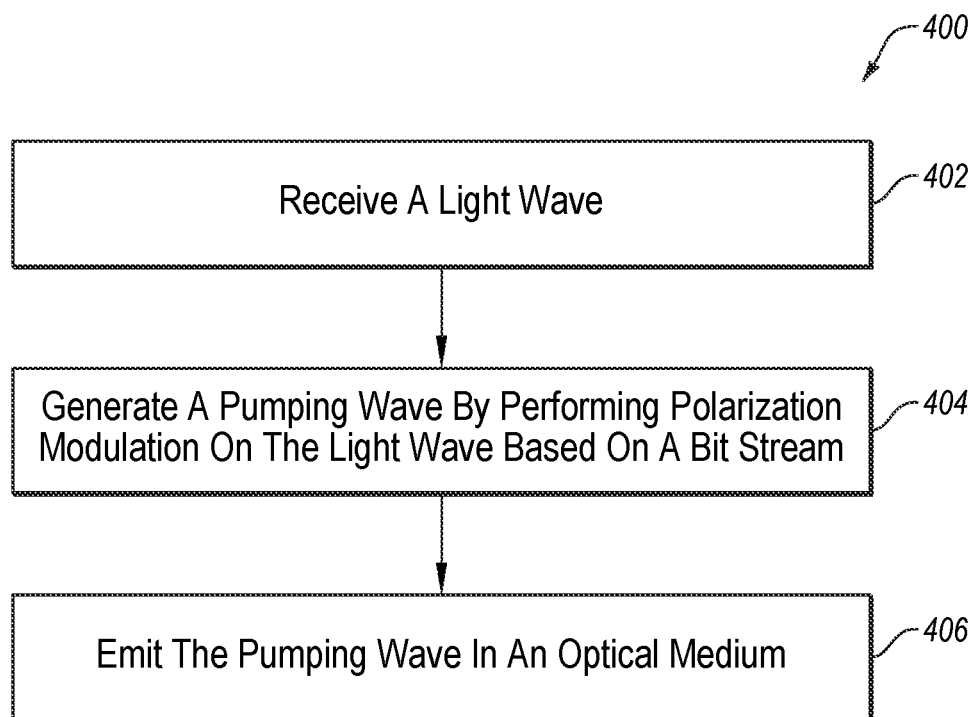 400
Receive A Light Wave
402
Generate A Pumping Wave By Performing Polarization
Modulation On The Light Wave Based On A Bit Stream
404
Emit The Pumping Wave In An Optical Medium
406